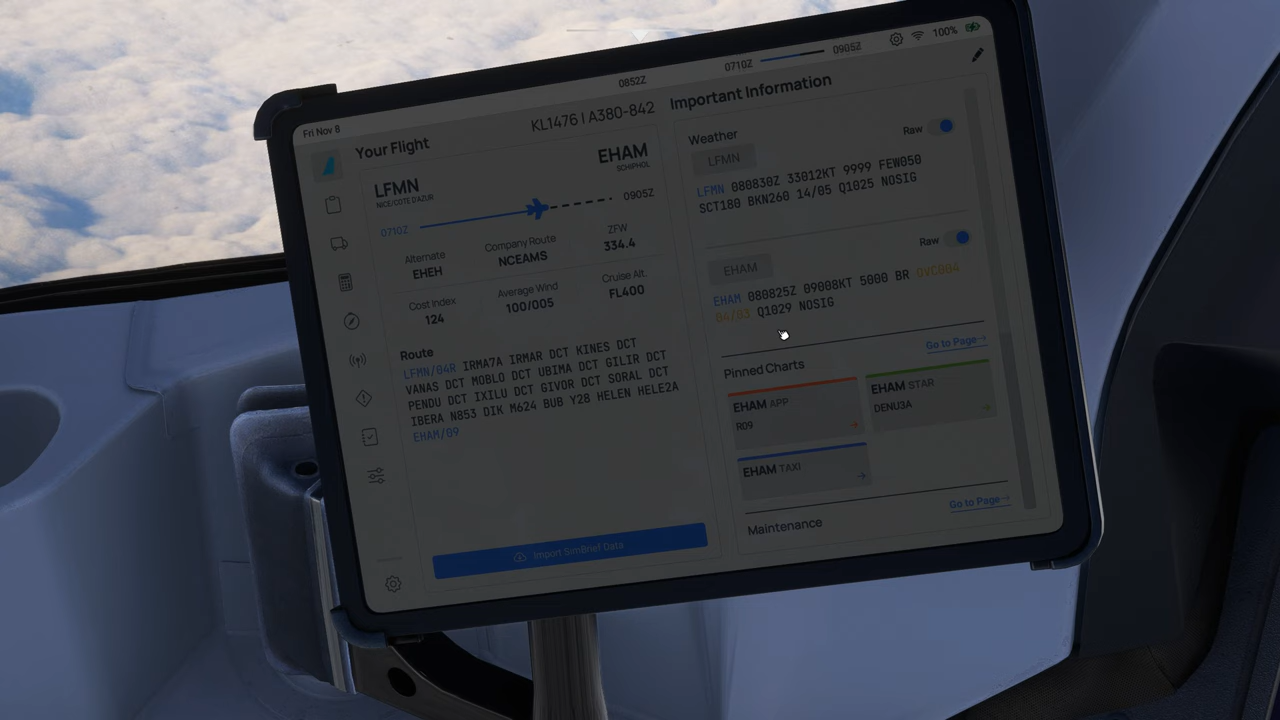 Fri Nov 8
0852Z
0710Z
0905Z
100%
Your Flight
KL1476 | A380-842
LFMN
NICE/COTE D'AZUR
EHAM
SCHIPHOL
0710Z
0905Z
Alternate
EHEH
Company Route
NCEAMS
ZFW
334.4
Cost Index
124
Average Wind
100/005
Cruise Alt.
FL400
Route
LFMN/04R IRMA7A IRMAR DCT KINES DCT
VANAS DCT MOBLO DCT UBIMA DCT GILIR DCT
PENDU DCT IXILU DCT GIVOR DCT SORAL DCT
IBERA N853 DIK M624 BUB Y28 HELEN HELE2A
EHAM/09
Import SimBrief Data
Important Information
Weather
Raw
LFMN
LFMN 080830Z 33012KT 9999 FEW050
SCT180 BKN260 14/05 Q1025 NOSIG
Raw
EHAM
EHAM 080825Z 09008KT 5000 BR OVC004
04/03 Q1029 NOSIG
Pinned Charts
Go to Page
EHAM APP
R09
EHAM STAR
DENU3A
EHAM TAXI
Maintenance
Go to Page